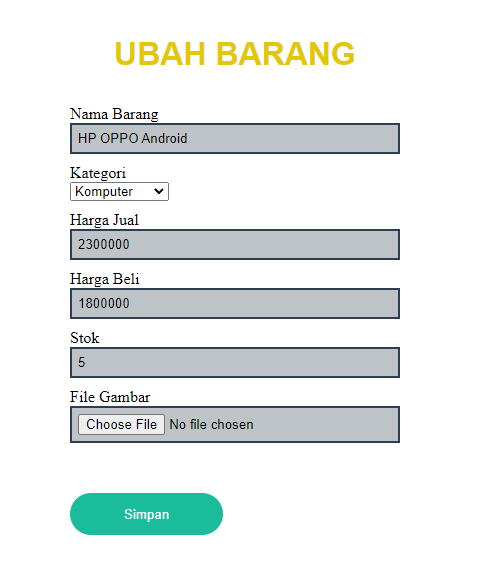 UBAH BARANG
Nama Barang
HP OPPO Android
Kategori
Komputer
Harga Jual
2300000
Harga Beli
1800000
Stok
5
File Gambar
Choose File No file chosen
Simpan